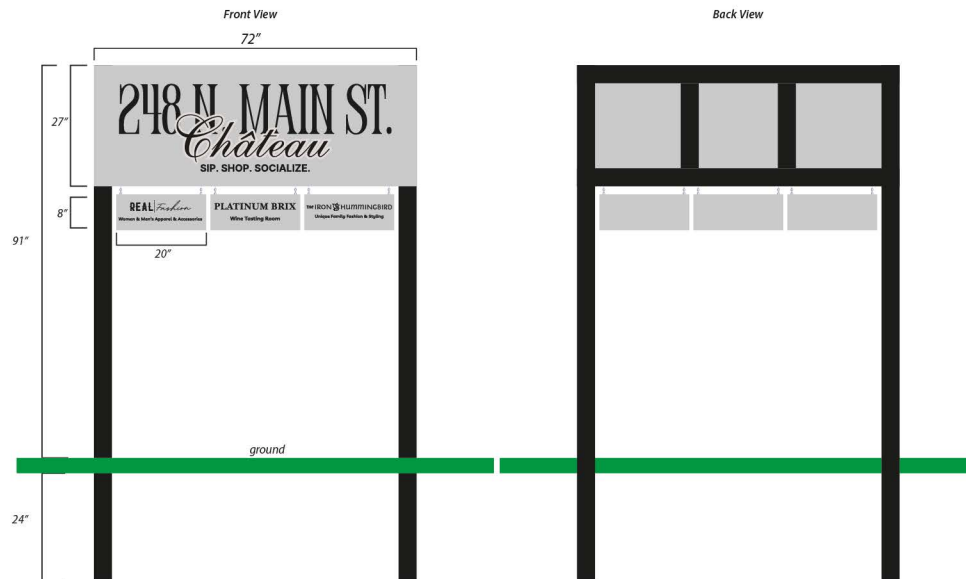 Front View
Back View
72”
27”
248 N. MAIN ST.
Château
SIP. SHOP. SOCIALIZE.
8”
REAL Fashion
Women & Men's Apparel & Accessories
PLATINUM BRIX
Wine Tasting Room
THE IRON HUMMINGBIRD
Unique Family Fashion & Styling
91”
20”
ground
24”